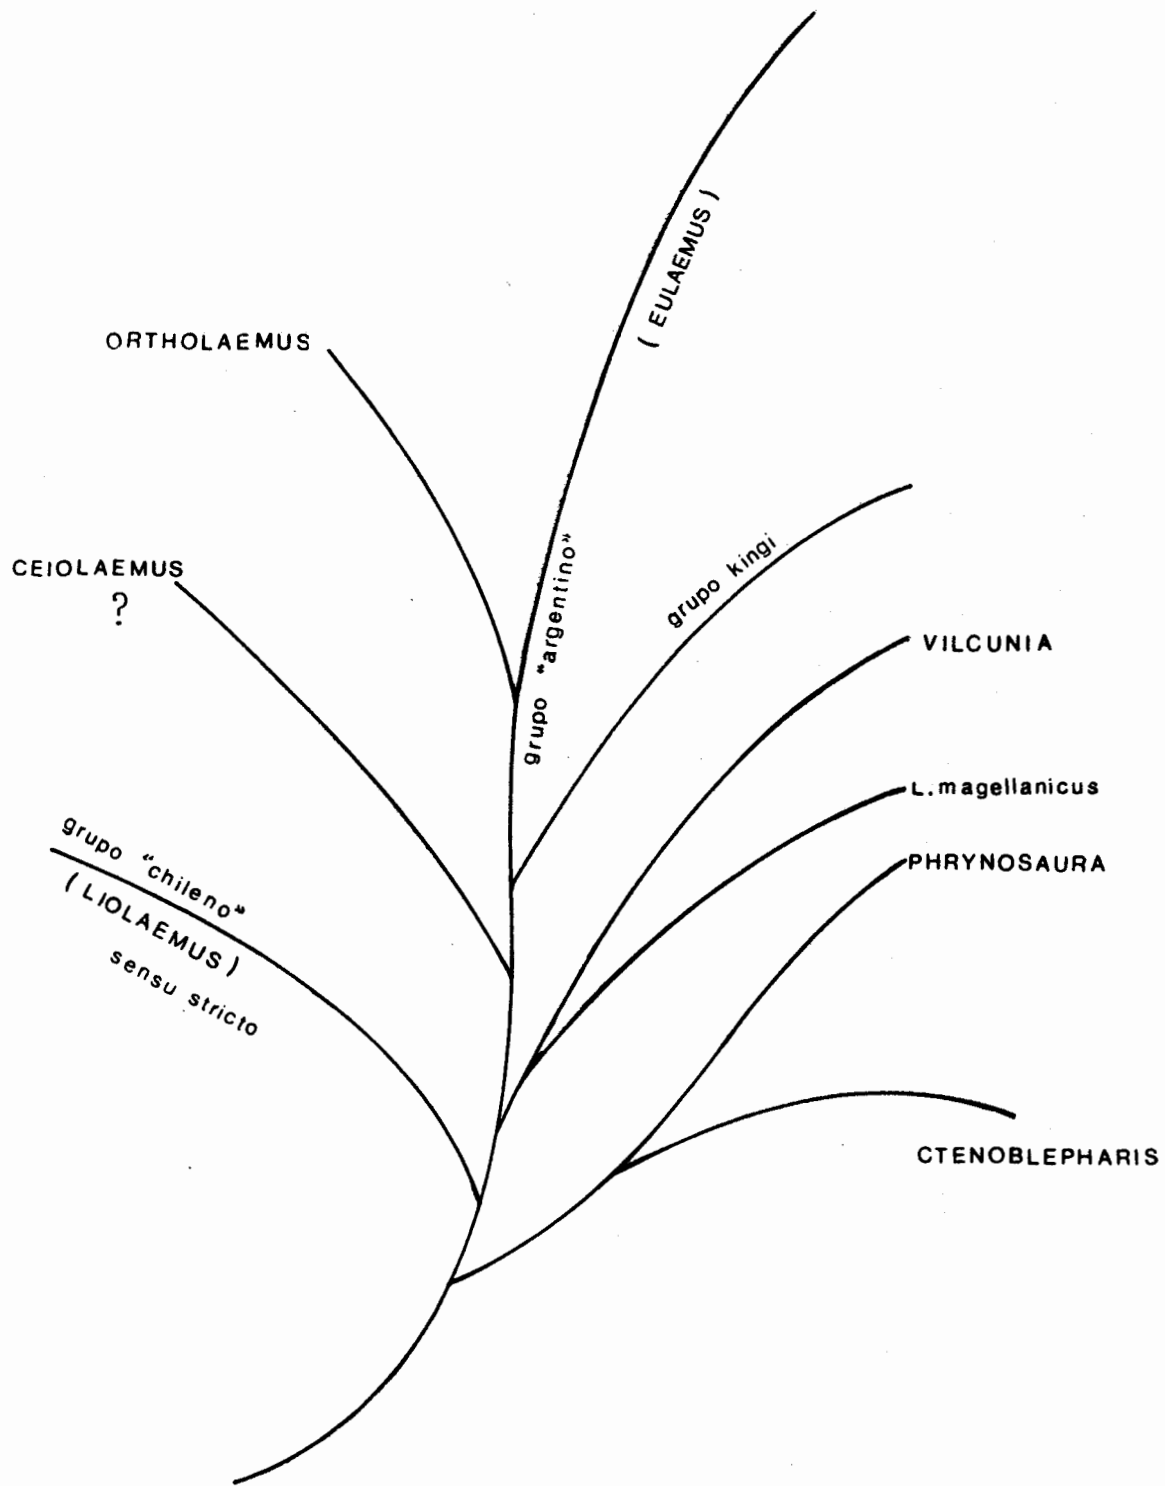 (EULAEMUS)
ORTHOLAEMUS
grupo "argentino"
grupo kingi
CEIOLAEMUS
?
VILCUNIA
L. magellanicus
grupo "chileno"
(LIOLAEMUS)
sensu stricto
PHRYNOSAURA
CTENOBLEPHARIS